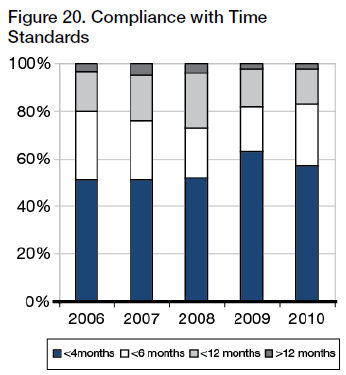 Figure 20. Compliance with Time
Standards
100%
80%
60%
40%
20%
0%
2006 2007 2008 2009 2010
<4months <6 months <12 months >12 months